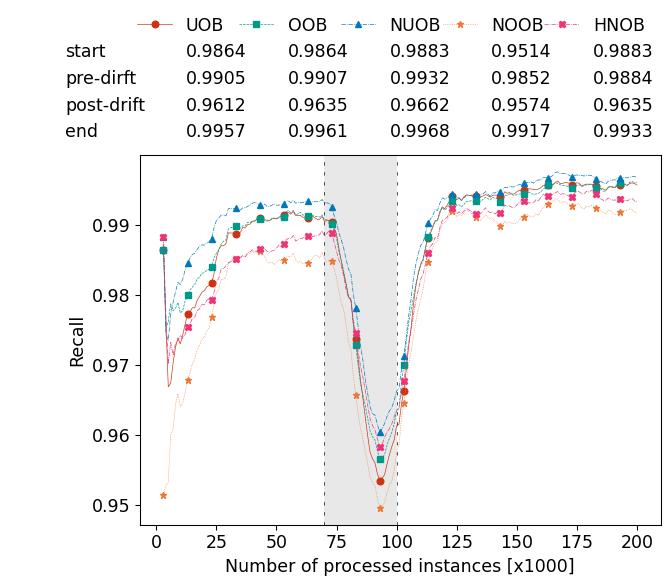 UOB OOB NUOB NOOB HNOB
start 0.9864 0.9864 0.9883 0.9514 0.9883
pre-dirft 0.9905 0.9907 0.9932 0.9852 0.9884
post-drift 0.9612 0.9635 0.9662 0.9574 0.9635
end 0.9957 0.9961 0.9968 0.9917 0.9933
0.99
0.98
0.97
0.96
0.95
Recall
0 25 50 75 100 125 150 175 200
Number of processed instances [x1000]